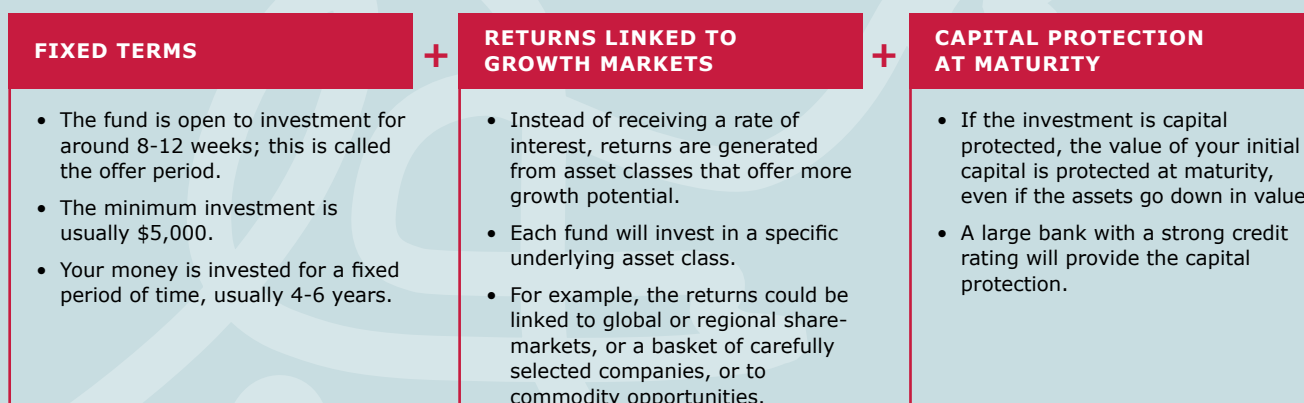 FIXED TERMS
• The fund is open to investment for
around 8-12 weeks; this is called
the offer period.
• The minimum investment is
usually $5,000.
• Your money is invested for a fixed
period of time, usually 4-6 years.
+
RETURNS LINKED TO
GROWTH MARKETS
• Instead of receiving a rate of
interest, returns are generated
from asset classes that offer more
growth potential.
• Each fund will invest in a specific
underlying asset class.
• For example, the returns could be
linked to global or regional share-
markets, or a basket of carefully
selected companies, or to
commodity opportunities.
+
CAPITAL PROTECTION
AT MATURITY
• If the investment is capital
protected, the value of your initial
capital is protected at maturity,
even if the assets go down in value
• A large bank with a strong credit
rating will provide the capital
protection.